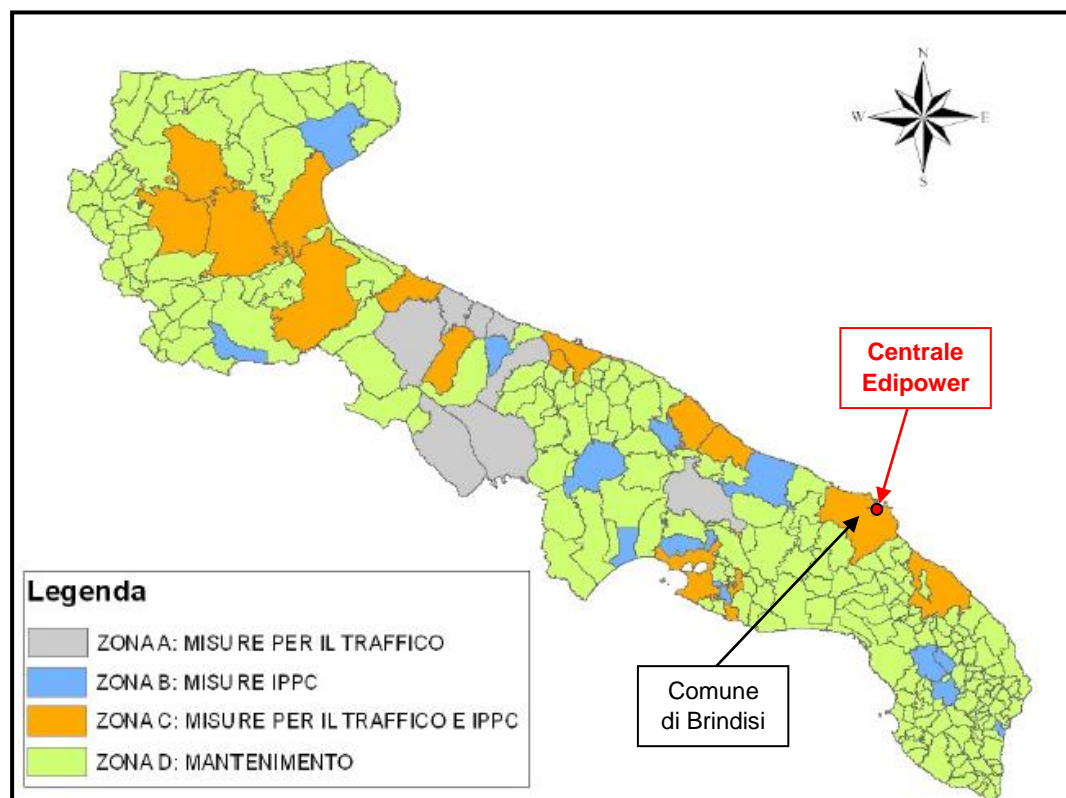 N
W
E
S
Centrale
Edipower
Legenda
ZONA A: MISURE PER IL TRAFFICO
ZONA B: MISURE IPPC
ZONA C: MISURE PER IL TRAFFICO E IPPC
ZONA D: MANTENIMENTO
Comune
di Brindisi